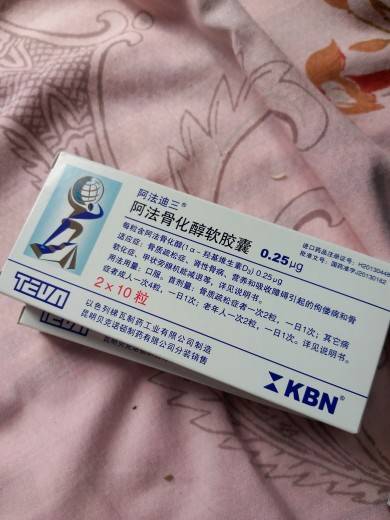 阿法迪三®
阿法骨化醇软胶囊 0.25μg
进口药品注册证号：H2013044
批准文号：国药准字J20130162
每粒含阿法骨化醇(1α-羟基维生素D₃) 0.25μg
适应症：骨质疏松症、肾性骨病、营养和吸收障碍引起的佝偻病和骨
软化症、甲状旁腺机能减退等，详见说明书。
用法用量：口服。首剂量：骨质疏松症者一次2粒，一日1次；其它病
症者成人一次4粒，一日1次；老年人一次2粒，一日1次。详见说明书。
TEVA
2×10粒
以色列梯瓦制药工业有限公司制造
昆明贝克诺顿制药有限公司分装销售
KBN®
TEVA